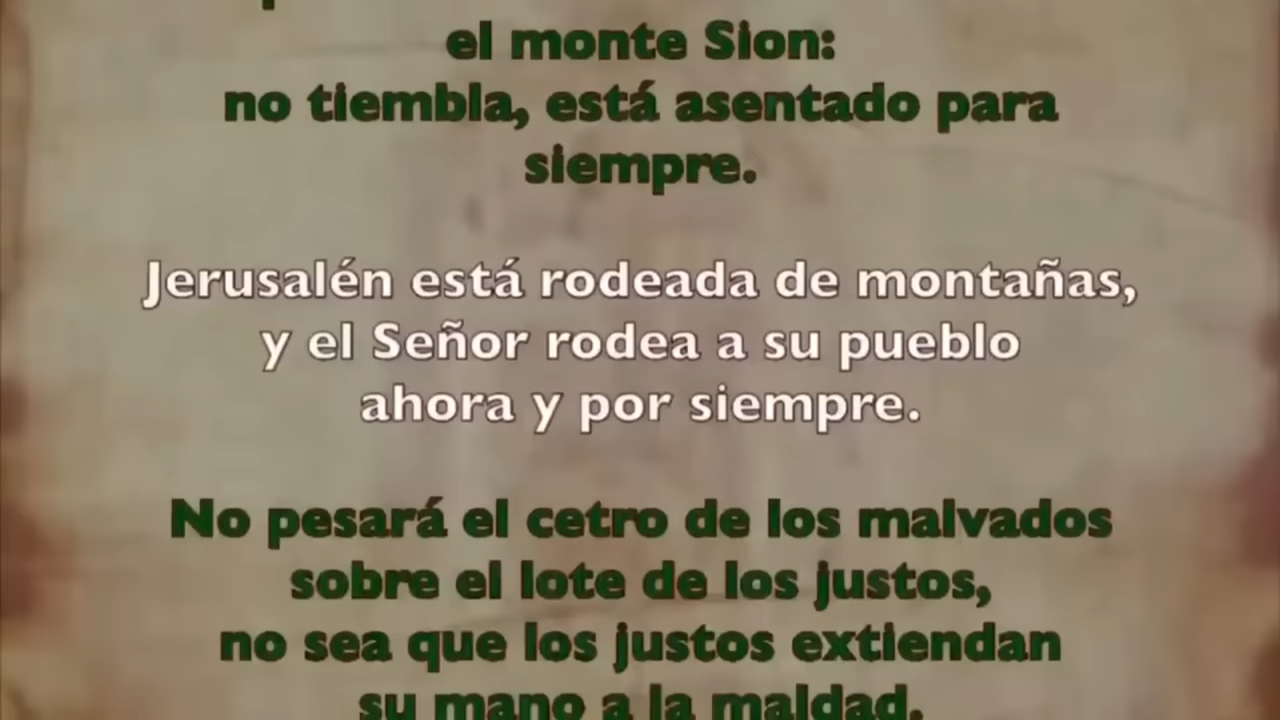 el monte Sion:
no tiembla, está asentado para
siempre.
Jerusalén está rodeada de montañas,
y el Señor rodea a su pueblo
ahora y por siempre.
No pesará el cetro de los malvados
sobre el lote de los justos,
no sea que los justos extiendan
su mano a la maldad.